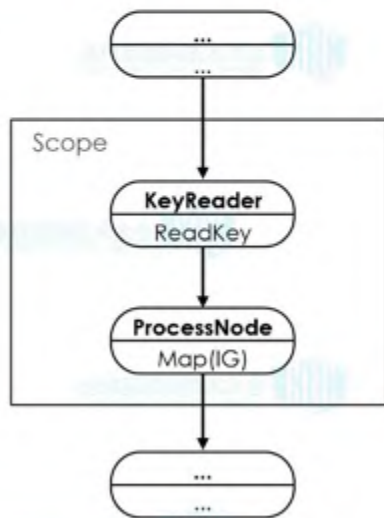 ...
...
Scope
KeyReader
ReadKey
ProcessNode
Map(IG)
...
...